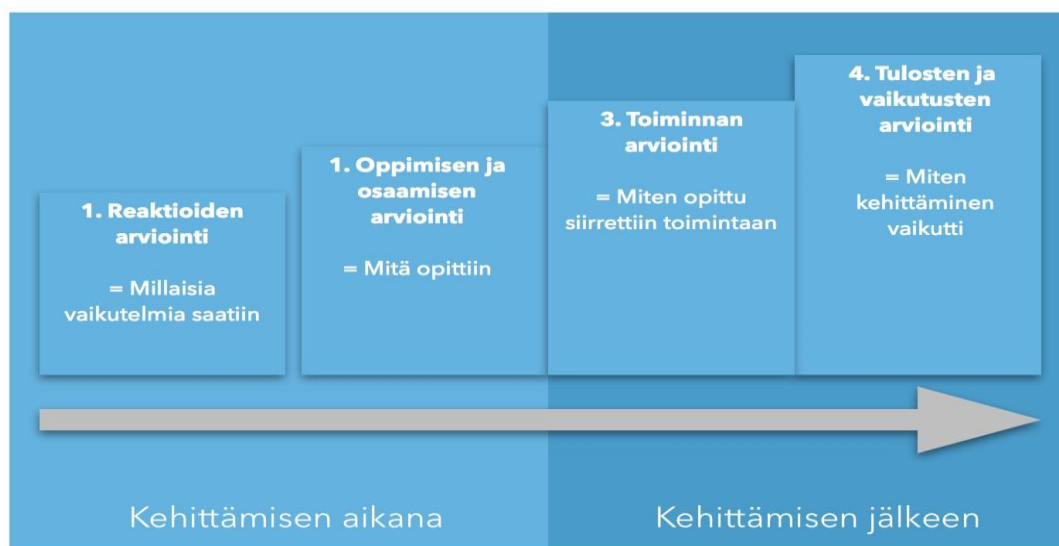 1. Reaktioiden
arviointi
= Millaisia
vaikutelmia saatiin
1. Oppimisen ja
osaamisen
arviointi
= Mitä opittiin
3. Toiminnan
arviointi
= Miten opittu
siirrettiin toimintaan
4. Tulosten ja
vaikutusten
arviointi
= Miten
kehittäminen
vaikutti
Kehittämisen aikana
Kehittämisen jälkeen